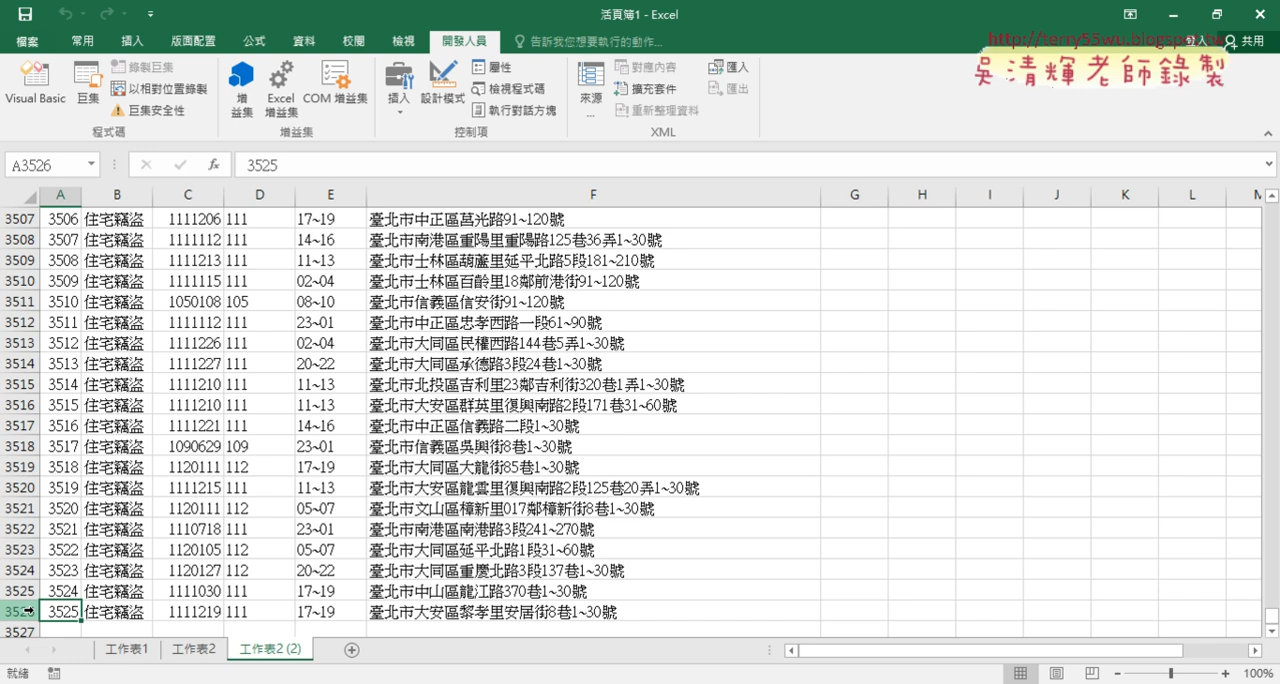 活頁簿1 - Excel
http://terry55wu.blogspot.tw
檔案 常用 插入 版面配置 公式 資料 校閱 檢視 開發人員 告訴我您想要執行的動作... 登入 共用
吳清輝老師錄製
Visual Basic 巨集 錄製巨集 以相對位置錄製 巨集安全性
增益集 Excel 增益集 COM 增益集
插入 設計模式 屬性 檢視程式碼 執行對話方塊
來源... 對應內容 擴充套件 重新整理資料 匯入 匯出
程式碼 增益集 控制項 XML
A3526 fx 3525
A B C D E F G H I J K L M
3507 3506 住宅竊盜 1111206 111 17~19 臺北市中正區莒光路91~120號
3508 3507 住宅竊盜 1111112 111 14~16 臺北市南港區重陽里重陽路125巷36弄1~30號
3509 3508 住宅竊盜 1111213 111 11~13 臺北市士林區葫蘆里延平北路5段181~210號
3510 3509 住宅竊盜 1111115 111 02~04 臺北市士林區百齡里18鄰前港街91~120號
3511 3510 住宅竊盜 1050108 105 08~10 臺北市信義區信安街91~120號
3512 3511 住宅竊盜 1111112 111 23~01 臺北市中正區忠孝西路一段61~90號
3513 3512 住宅竊盜 1111226 111 02~04 臺北市大同區民權西路144巷5弄1~30號
3514 3513 住宅竊盜 1111227 111 20~22 臺北市大同區承德路3段24巷1~30號
3515 3514 住宅竊盜 1111210 111 11~13 臺北市北投區吉利里23鄰吉利街320巷1弄1~30號
3516 3515 住宅竊盜 1111210 111 11~13 臺北市大安區群英里復興南路2段171巷31~60號
3517 3516 住宅竊盜 1111221 111 14~16 臺北市中正區信義路二段1~30號
3518 3517 住宅竊盜 1090629 109 23~01 臺北市信義區吳興街8巷1~30號
3519 3518 住宅竊盜 1120111 112 17~19 臺北市大同區大龍街85巷1~30號
3520 3519 住宅竊盜 1111215 111 11~13 臺北市大安區龍雲里復興南路2段125巷20弄1~30號
3521 3520 住宅竊盜 1120111 112 05~07 臺北市文山區樟新里017鄰樟新街8巷1~30號
3522 3521 住宅竊盜 1110718 111 23~01 臺北市南港區南港路3段241~270號
3523 3522 住宅竊盜 1120105 112 05~07 臺北市大同區延平北路1段31~60號
3524 3523 住宅竊盜 1120127 112 20~22 臺北市大同區重慶北路3段137巷1~30號
3525 3524 住宅竊盜 1111030 111 17~19 臺北市中山區龍江路370巷1~30號
3526 3525 住宅竊盜 1111219 111 17~19 臺北市大安區黎孝里安居街8巷1~30號
3527
工作表1 工作表2 工作表2 (2)
就緒 100%